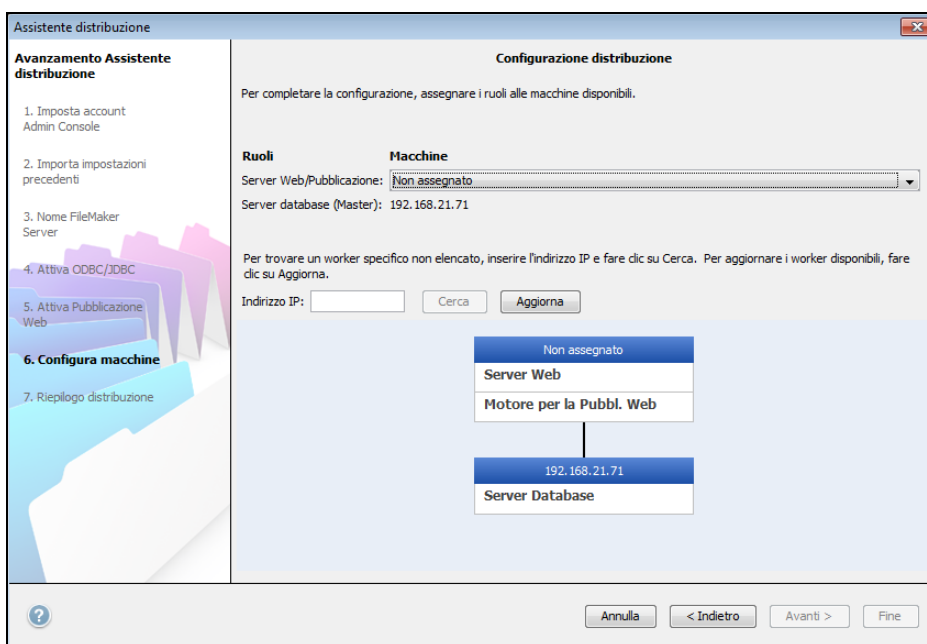 Assistente distribuzione
Avanzamento Assistente
distribuzione
1. Imposta account
Admin Console
2. Importa impostazioni
precedenti
3. Nome FileMaker
Server
4. Attiva ODBC/JDBC
5. Attiva Pubblicazione
Web
6. Configura macchine
7. Riepilogo distribuzione
Configurazione distribuzione
Per completare la configurazione, assegnare i ruoli alle macchine disponibili.
Ruoli Macchine
Server Web/Pubblicazione: Non assegnato
Server database (Master): 192.168.21.71
Per trovare un worker specifico non elencato, inserire l'indirizzo IP e fare clic su Cerca. Per aggiornare i worker disponibili, fare
clic su Aggiorna.
Indirizzo IP: Cerca Aggiorna
Non assegnato
Server Web
Motore per la Pubbl. Web
192.168.21.71
Server Database
? Annulla < Indietro Avanti > Fine